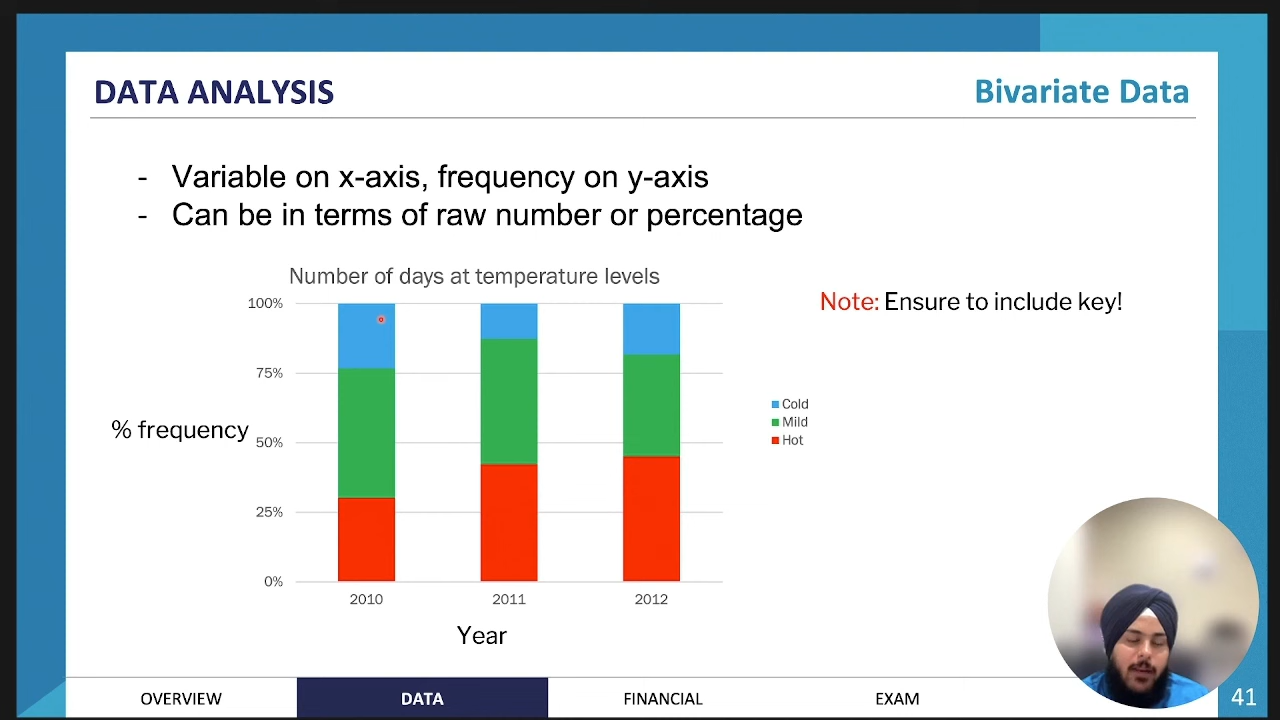 DATA ANALYSIS
Bivariate Data
- Variable on x-axis, frequency on y-axis
- Can be in terms of raw number or percentage
Number of days at temperature levels
Note: Ensure to include key!
100%
75%
50%
25%
0%
% frequency
Cold
Mild
Hot
2010 2011 2012
Year
OVERVIEW DATA FINANCIAL EXAM
41